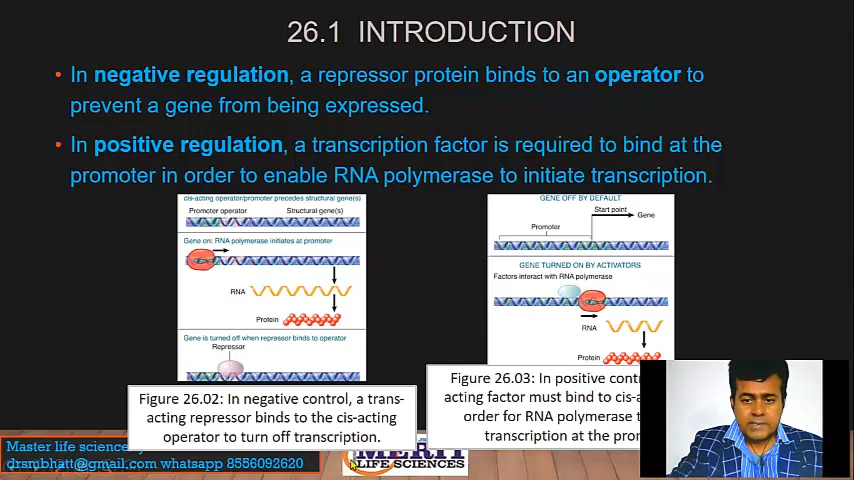 26.1 INTRODUCTION
• In negative regulation, a repressor protein binds to an operator to
prevent a gene from being expressed.
• In positive regulation, a transcription factor is required to bind at the
promoter in order to enable RNA polymerase to initiate transcription.
cis-acting operator/promoter precedes structural gene(s)
Promoter operator Structural gene(s)
Gene on: RNA polymerase initiates at promoter
RNA
Protein
Gene is turned off when repressor binds to operator
Repressor
Figure 26.02: In negative control, a trans-
acting repressor binds to the cis-acting
operator to turn off transcription.
GENE OFF BY DEFAULT
Start point
Gene
Promoter
GENE TURNED ON BY ACTIVATORS
Factors interact with RNA polymerase
RNA
Protein
Figure 26.03: In positive
acting factor must bind to
order for RNA polymerase
transcription at the
Master life
drsmbhatt@gmail.com whatsapp 8556092620
MERIT
LIFE SCIENCES